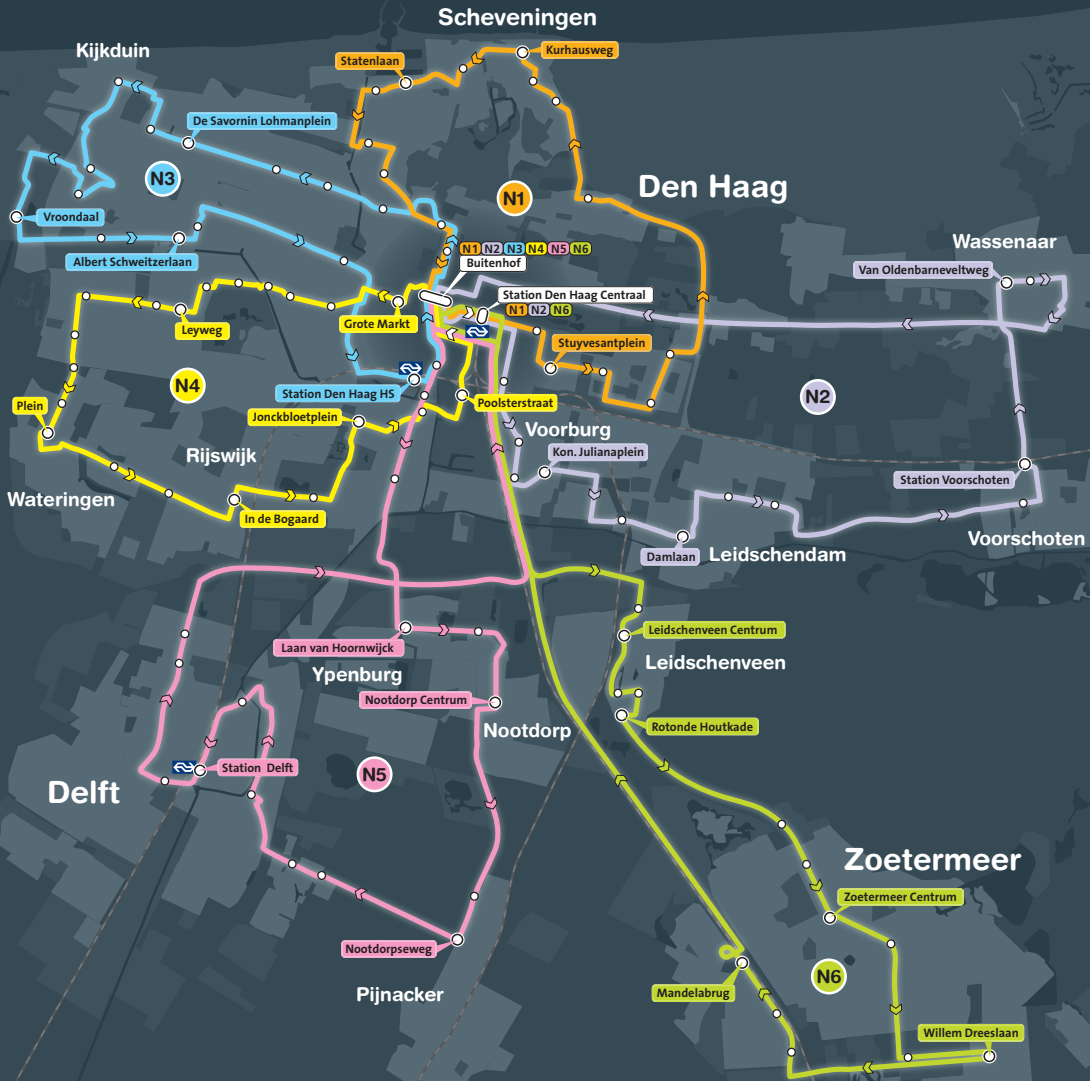 Scheveningen
Kijkduin
Statenlaan
Kurhausweg
De Savornin Lohmanplein
N3
N1
Den Haag
Vroondaal
Albert Schweitzerlaan
N1 N2 N3 N4 N5 N6
Buitenhof
Wassenaar
Van Oldenbarneveltweg
Station Den Haag Centraal
N1 N2 N6
Leyweg
Grote Markt
Stuyvesantplein
N4
Station Den Haag HS
N2
Plein
Jonckbloetplein
Poolsterstraat
Voorburg
Rijswijk
Kon. Julianaplein
Wateringen
Station Voorschoten
In de Bogaard
Damlaan
Leidschendam
Voorschoten
Laan van Hoornwijck
Leidschenveen Centrum
Leidschenveen
Ypenburg
Nootdorp Centrum
Nootdorp
Rotonde Houtkade
Station Delft
N5
Delft
Zoetermeer
Zoetermeer Centrum
Nootdorpseweg
N6
Mandelabrug
Pijnacker
Willem Dreeslaan